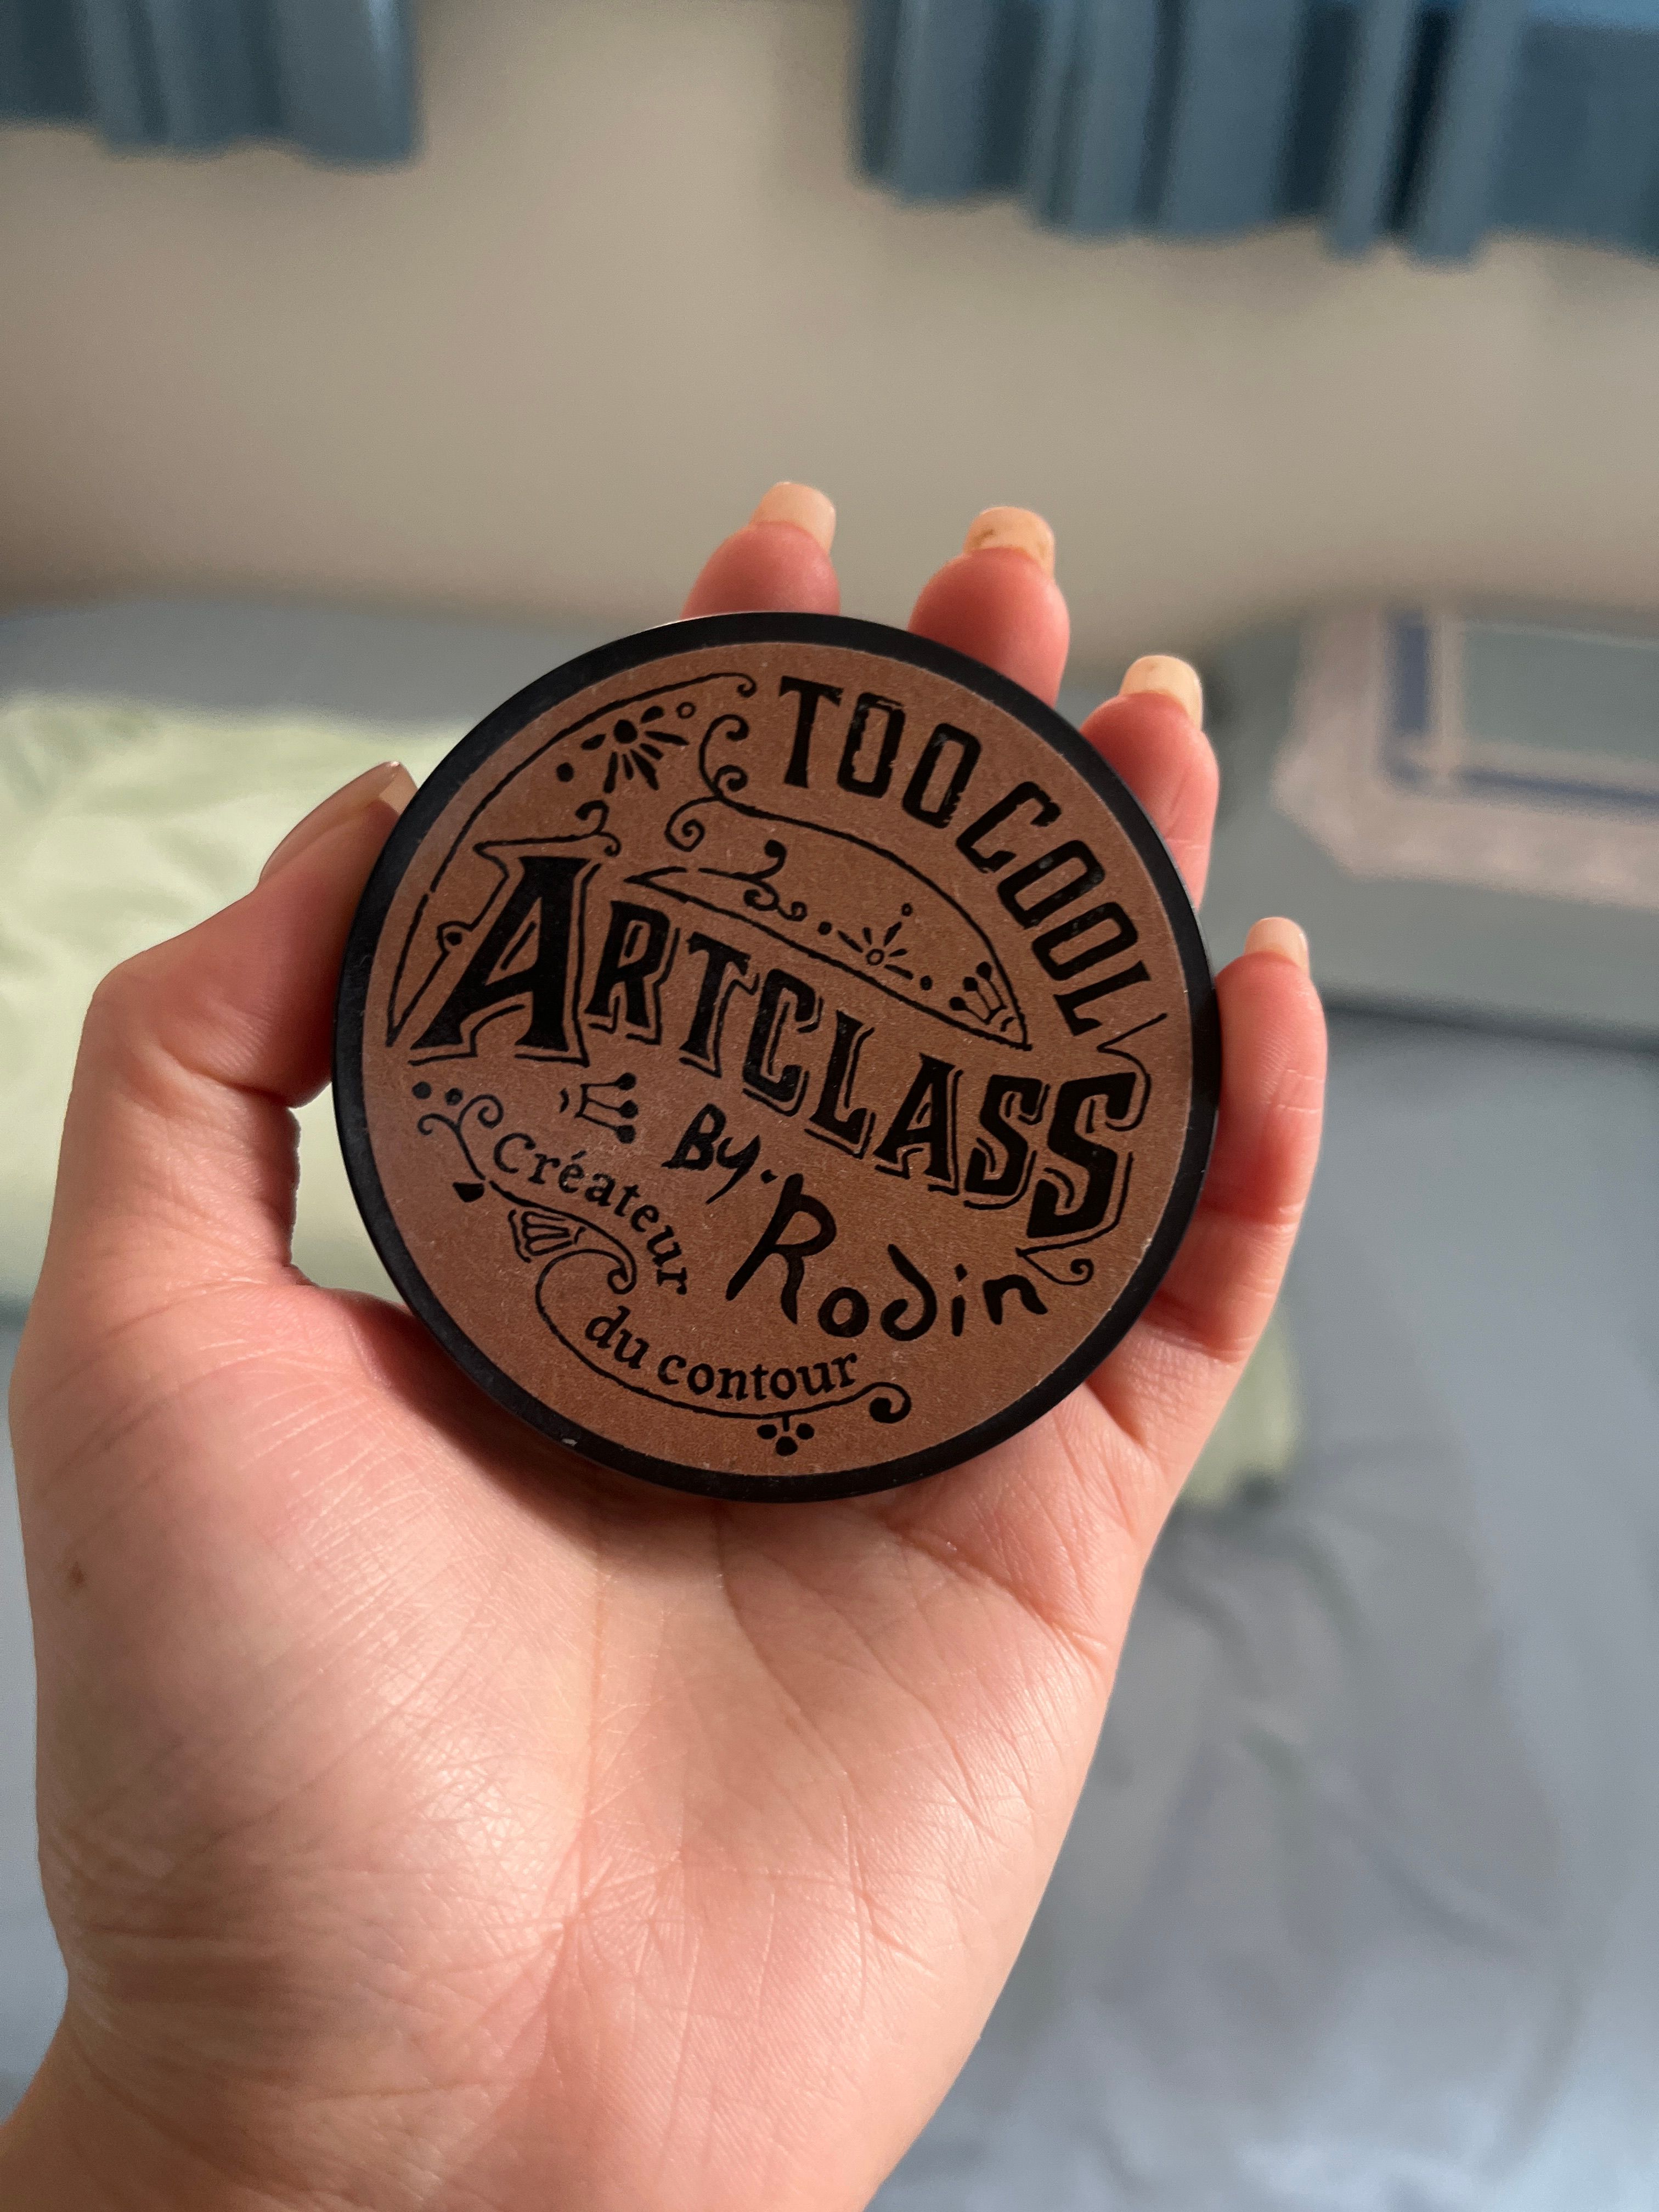 TOO COOL
ARTCLASS
By. Rodin
Créateur
du contour